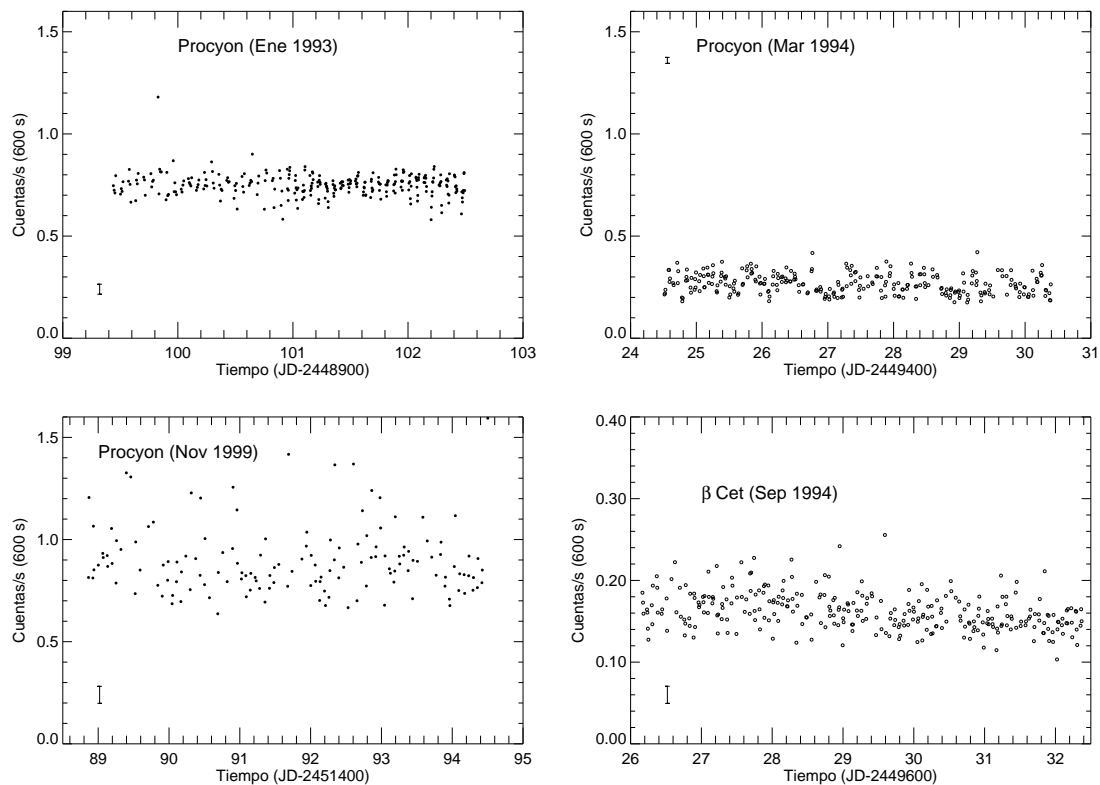 Procyon (Ene 1993)
Cuentas/s (600 s)
1.5
1.0
0.5
0.0
99 100 101 102 103
Tiempo (JD-2448900)
Procyon (Mar 1994)
Cuentas/s (600 s)
1.5
1.0
0.5
0.0
24 25 26 27 28 29 30 31
Tiempo (JD-2449400)
Procyon (Nov 1999)
Cuentas/s (600 s)
1.5
1.0
0.5
0.0
89 90 91 92 93 94 95
Tiempo (JD-2451400)
β Cet (Sep 1994)
Cuentas/s (600 s)
0.40
0.30
0.20
0.10
0.00
26 27 28 29 30 31 32
Tiempo (JD-2449600)